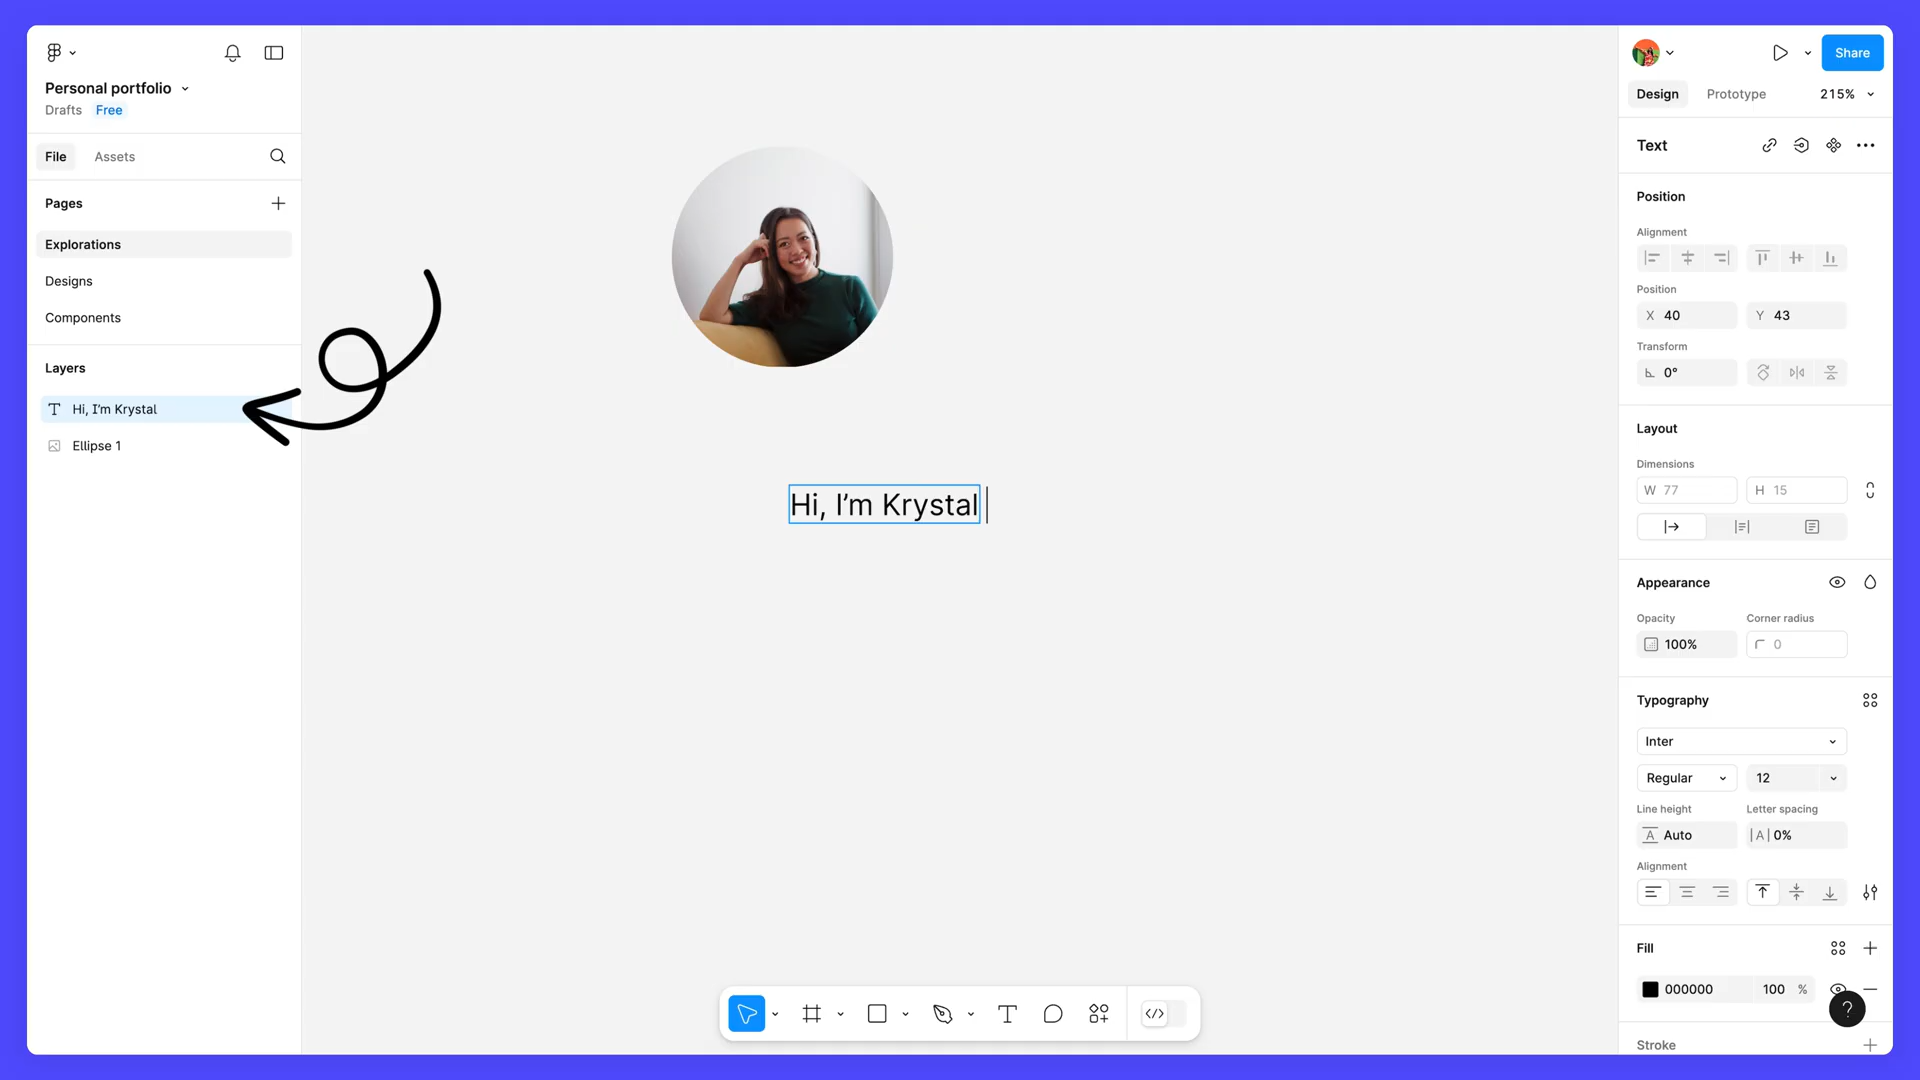 Personal portfolio
Drafts Free
File Assets
Pages
Explorations
Designs
Components
Layers
Hi, I’m Krystal
Ellipse 1
Hi, I’m Krystal
Share
Design Prototype 215%
Text
Position
Alignment
Position
X 40 Y 43
Transform
0°
Layout
Dimensions
W 77 H 15
Appearance
Opacity Corner radius
100% 0
Typography
Inter
Regular 12
Line height Letter spacing
A Auto |A| 0%
Alignment
Fill
000000 100 %
?
Stroke